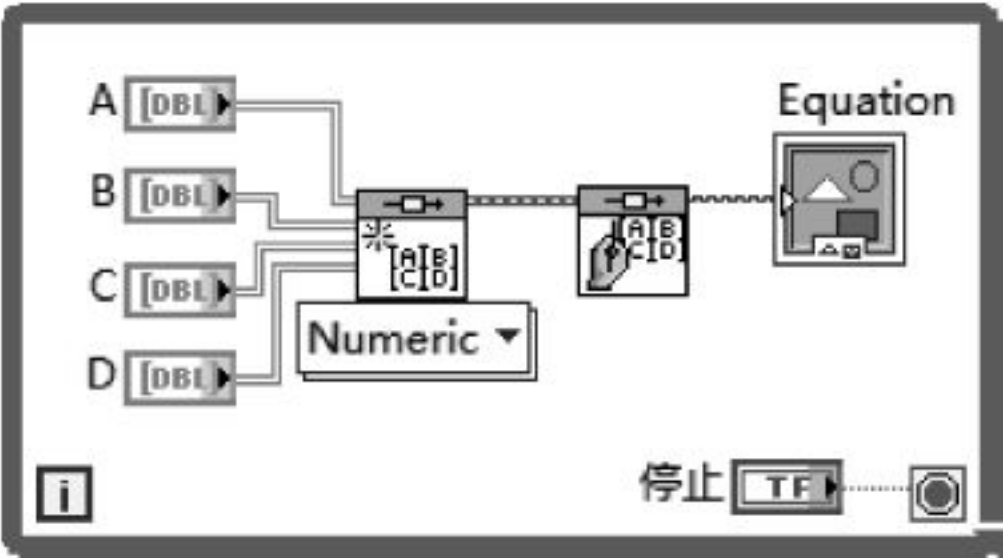 Equation
A [DBL]
B [DBL]
C [DBL]
D [DBL]
[A][B]
[C][D]
A B
C D
Numeric
i
停止 TF